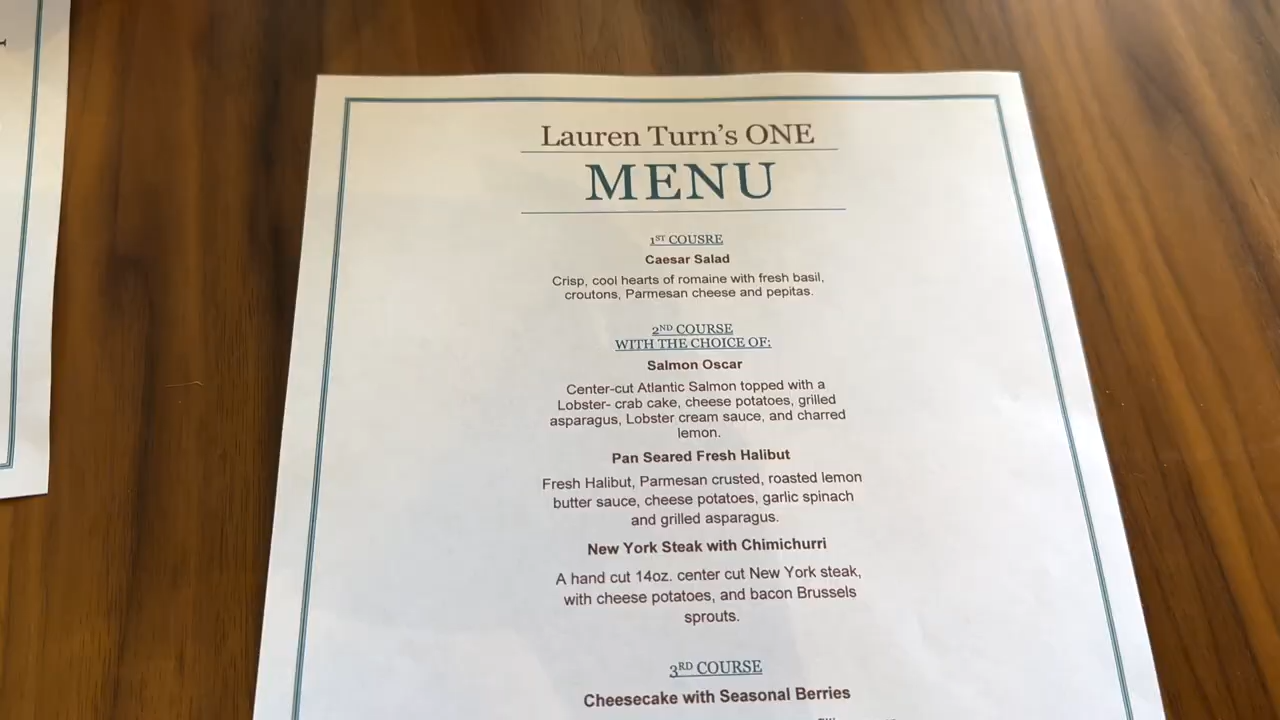 Lauren Turn's ONE
MENU
1ST COUSRE
Caesar Salad
Crisp, cool hearts of romaine with fresh basil,
croutons, Parmesan cheese and pepitas.
2ND COURSE
WITH THE CHOICE OF:
Salmon Oscar
Center-cut Atlantic Salmon topped with a
Lobster- crab cake, cheese potatoes, grilled
asparagus, Lobster cream sauce, and charred
lemon.
Pan Seared Fresh Halibut
Fresh Halibut, Parmesan crusted, roasted lemon
butter sauce, cheese potatoes, garlic spinach
and grilled asparagus.
New York Steak with Chimichurri
A hand cut 14oz. center cut New York steak,
with cheese potatoes, and bacon Brussels
sprouts.
3RD COURSE
Cheesecake with Seasonal Berries